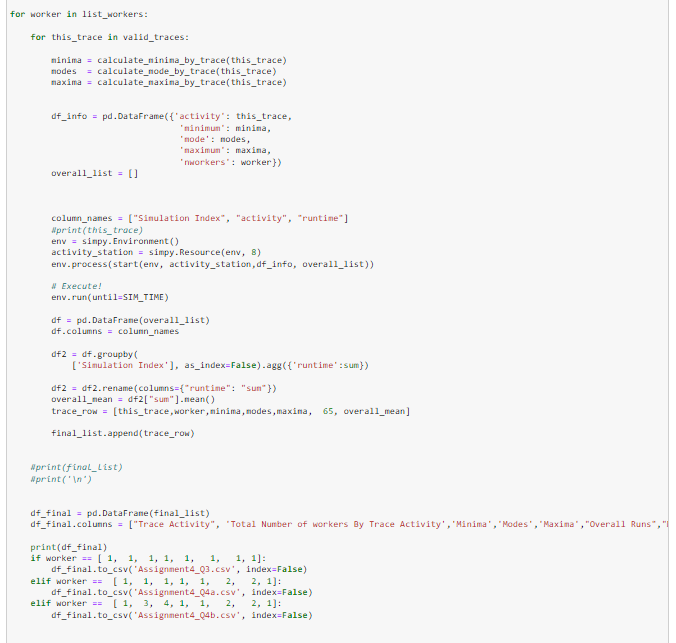 for worker in list_workers:
for this_trace in valid_traces:
minima = calculate_minima_by_trace(this_trace)
modes = calculate_mode_by_trace(this_trace)
maxima = calculate_maxima_by_trace(this_trace)
df_info = pd.DataFrame({'activity': this_trace,
'minimum': minima,
'mode': modes,
'maximum': maxima,
'nworkers': worker})
overall_list = []
column_names = ["Simulation Index", "activity", "runtime"]
#print(this_trace)
env = simpy.Environment()
activity_station = simpy.Resource(env, 8)
env.process(start(env, activity_station,df_info, overall_list))
# Execute!
env.run(until=SIM_TIME)
df = pd.DataFrame(overall_list)
df.columns = column_names
df2 = df.groupby(
['Simulation Index'], as_index=False).agg({'runtime':sum})
df2 = df2.rename(columns={"runtime": "sum"})
overall_mean = df2["sum"].mean()
trace_row = [this_trace,worker,minima,modes,maxima, 65, overall_mean]
final_list.append(trace_row)
#print(final_list)
#print('\n')
df_final = pd.DataFrame(final_list)
df_final.columns = ["Trace Activity", 'Total Number of workers By Trace Activity','Minima','Modes','Maxima',"Overall Runs","
print(df_final)
if worker == [ 1, 1, 1, 1, 1, 1, 1, 1]:
df_final.to_csv('Assignment4_Q3.csv', index=False)
elif worker == [ 1, 1, 1, 1, 1, 2, 2, 1]:
df_final.to_csv('Assignment4_Q4a.csv', index=False)
elif worker == [ 1, 3, 4, 1, 1, 2, 2, 1]:
df_final.to_csv('Assignment4_Q4b.csv', index=False)